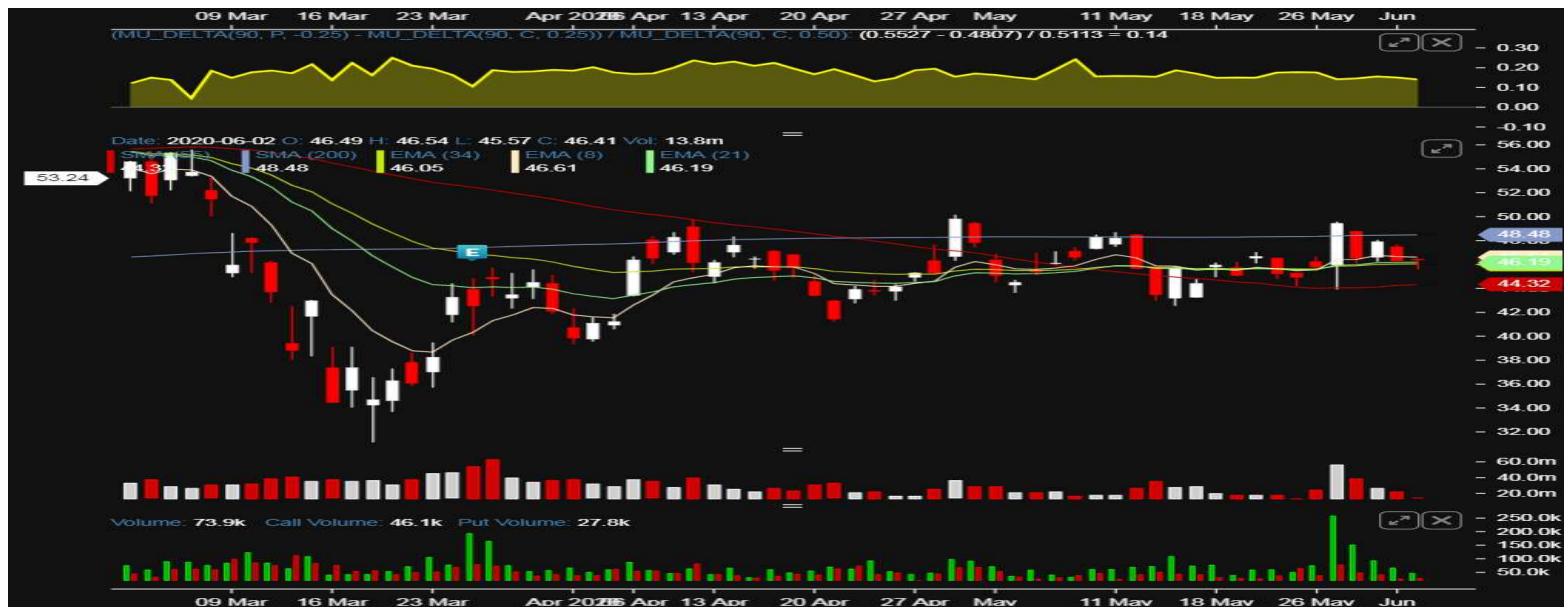 09 Mar 16 Mar 23 Mar Apr 2020 06 Apr 13 Apr 20 Apr 27 Apr May 11 May 18 May 26 May Jun
(MU_DELTA(90, P, -0.25) - MU_DELTA(90, C, 0.25)) / MU_DELTA(90, C, 0.50): (0.5527 - 0.4807) / 0.5113 = 0.14
0.30
0.20
0.10
0.00
-0.10
Date: 2020-06-02 O: 46.49 H: 46.54 L: 45.57 C: 46.41 Vol: 13.8m
SMA (200) EMA (34) EMA (8) EMA (21)
48.48 46.05 46.61 46.19
53.24
E
56.00
54.00
52.00
50.00
48.48
46.19
44.32
42.00
40.00
38.00
36.00
34.00
32.00
60.0m
40.0m
20.0m
Volume: 73.9k Call Volume: 46.1k Put Volume: 27.8k
250.0k
200.0k
150.0k
100.0k
50.0k
09 Mar 16 Mar 23 Mar Apr 2020 06 Apr 13 Apr 20 Apr 27 Apr May 11 May 18 May 26 May Jun